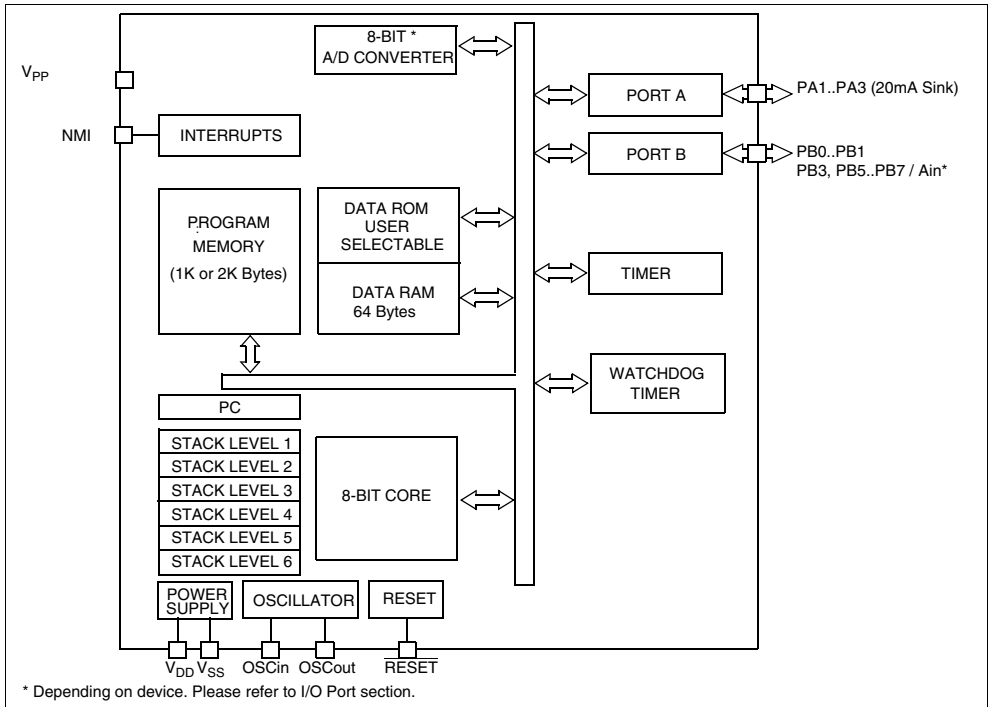 8-BIT *
A/D CONVERTER
VPP
PORT A
PA1..PA3 (20mA Sink)
NMI
INTERRUPTS
PORT B
PB0..PB1
PB3, PB5..PB7 / Ain*
PROGRAM
MEMORY
(1K or 2K Bytes)
DATA ROM
USER
SELECTABLE
DATA RAM
64 Bytes
TIMER
WATCHDOG
TIMER
PC
STACK LEVEL 1
STACK LEVEL 2
STACK LEVEL 3
STACK LEVEL 4
STACK LEVEL 5
STACK LEVEL 6
8-BIT CORE
POWER
SUPPLY
OSCILLATOR
RESET
VDD VSS OSCin OSCout RESET
* Depending on device. Please refer to I/O Port section.